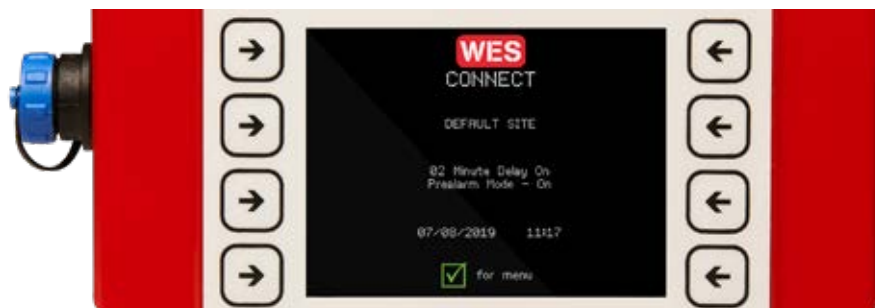 WES
CONNECT
DEFAULT SITE
02 Minute Delay On
Prealarm Mode - On
07/08/2019 11:17
for menu